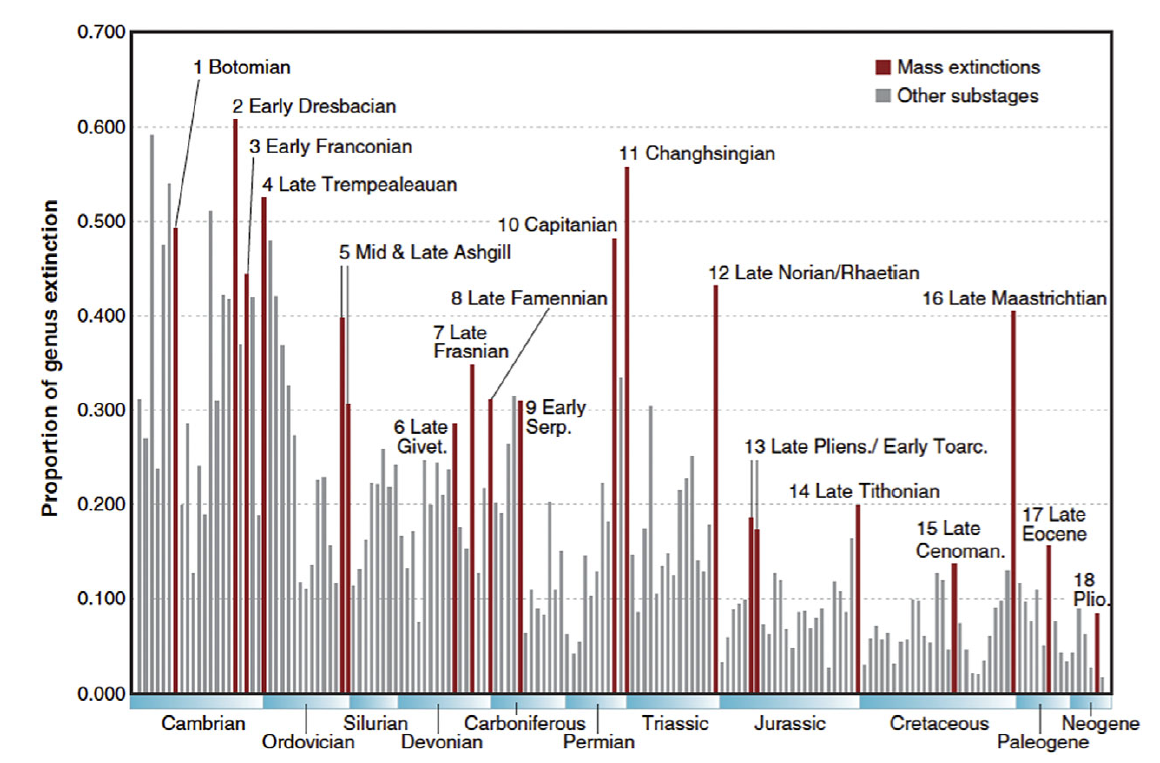 0.700
0.600
0.500
0.400
0.300
0.200
0.100
0.000
Proportion of genus extinction
Mass extinctions
Other substages
1 Botomian
2 Early Dresbacian
3 Early Franconian
4 Late Trempealeauan
5 Mid & Late Ashgill
6 Late
Givet.
7 Late
Frasnian
8 Late Famennian
9 Early
Serp.
10 Capitanian
11 Changhsingian
12 Late Norian/Rhaetian
13 Late Pliens./ Early Toarc.
14 Late Tithonian
15 Late
Cenoman.
16 Late Maastrichtian
17 Late
Eocene
18
Plio.
Cambrian
Ordovician
Silurian
Devonian
Carboniferous
Permian
Triassic
Jurassic
Cretaceous
Paleogene
Neogene